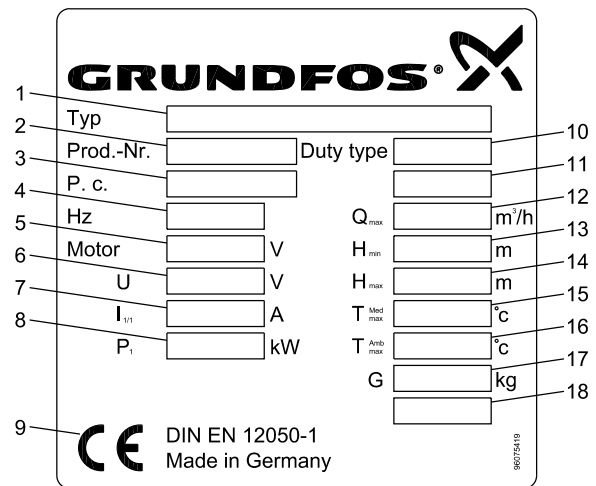 GRUNDFOS
1 Typ
2 Prod.-Nr. Duty type 10
3 P. c. 11
4 Hz Qmax m³/h 12
5 Motor V Hmin m 13
6 U V Hmax m 14
7 I1/1 A T Med max °c 15
8 P1 kW T Amb max °c 16
G kg 17
18
9 CE DIN EN 12050-1
Made in Germany
96075419